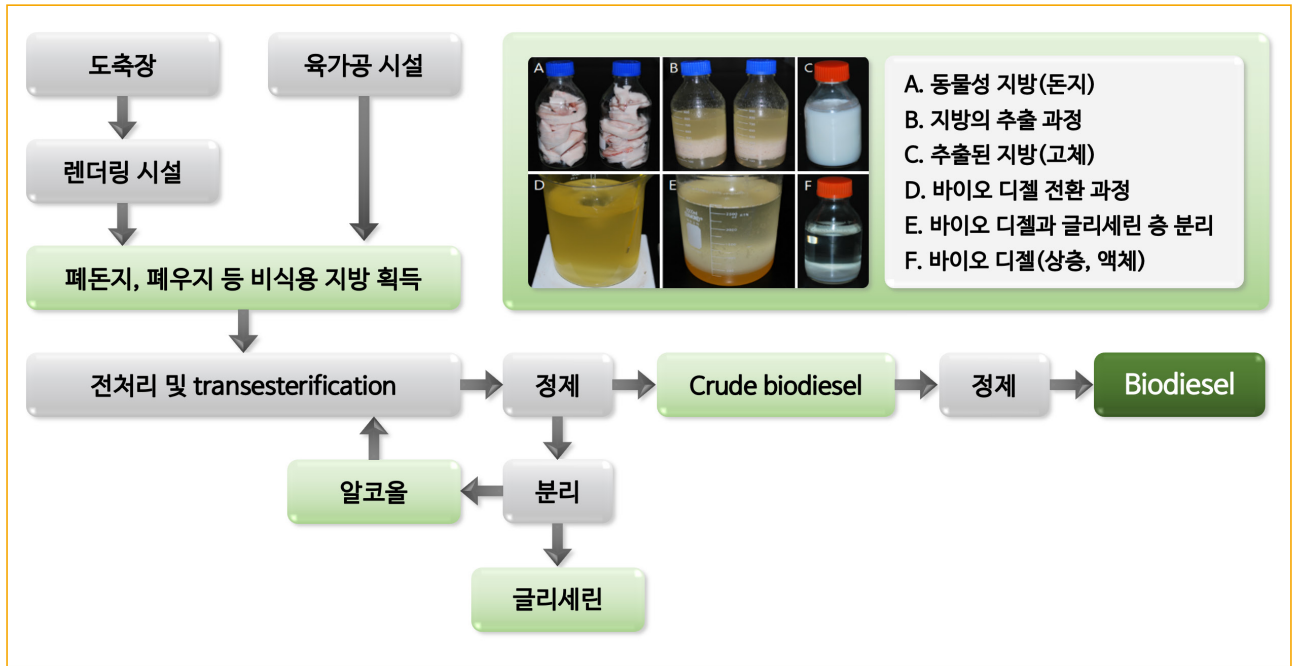 도축장
육가공 시설
렌더링 시설
폐돈지, 폐우지 등 비식용 지방 획득
A
B
C
D
E
F
A. 동물성 지방(돈지)
B. 지방의 추출 과정
C. 추출된 지방(고체)
D. 바이오 디젤 전환 과정
E. 바이오 디젤과 글리세린 층 분리
F. 바이오 디젤(상층, 액체)
전처리 및 transesterification
정제
Crude biodiesel
정제
Biodiesel
알코올
분리
글리세린